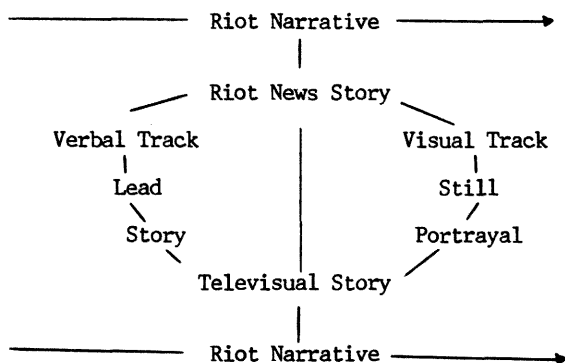 Riot Narrative
Riot News Story
Verbal Track Visual Track
Lead Still
Story Portrayal
Televisual Story
Riot Narrative